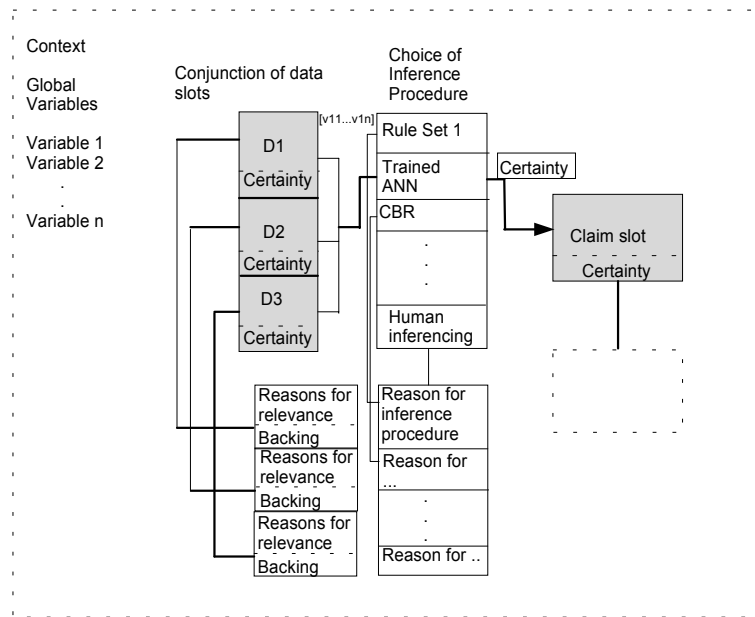 Context
Global
Variables
Variable 1
Variable 2
.
.
Variable n
Conjunction of data
slots
D1
Certainty
D2
Certainty
D3
Certainty
[v11...v1n]
Choice of
Inference
Procedure
Rule Set 1
Trained
ANN
CBR
.
.
.
Human
inferencing
Certainty
Claim slot
Certainty
Reasons for
relevance
Backing
Reasons for
relevance
Backing
Reasons for
relevance
Backing
Reason for
inference
procedure
Reason for
...
.
.
.
Reason for ..